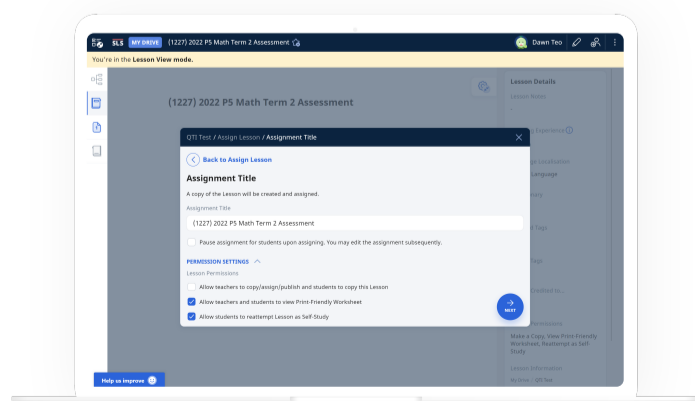 SLS MY DRIVE (1227) 2022 P5 Math Term 2 Assessment Dawn Teo
You're in the Lesson View mode.
(1227) 2022 P5 Math Term 2 Assessment
Lesson Details
QTI Test / Assign Lesson / Assignment Title
Back to Assign Lesson
Assignment Title
A copy of the Lesson will be created and assigned.
Assignment Title
(1227) 2022 P5 Math Term 2 Assessment
Pause assignment for students upon assigning. You may edit the assignment subsequently.
PERMISSION SETTINGS
Lesson Permissions
Allow teachers to copy/assign/publish and students to copy this Lesson
Allow teachers and students to view Print-Friendly Worksheet
Allow students to reattempt Lesson as Self-Study
NEXT
Language
Tags
Make a Copy, View Print-Friendly
Worksheet, Reattempt as Self-
Study
Lesson Information
Help us improve